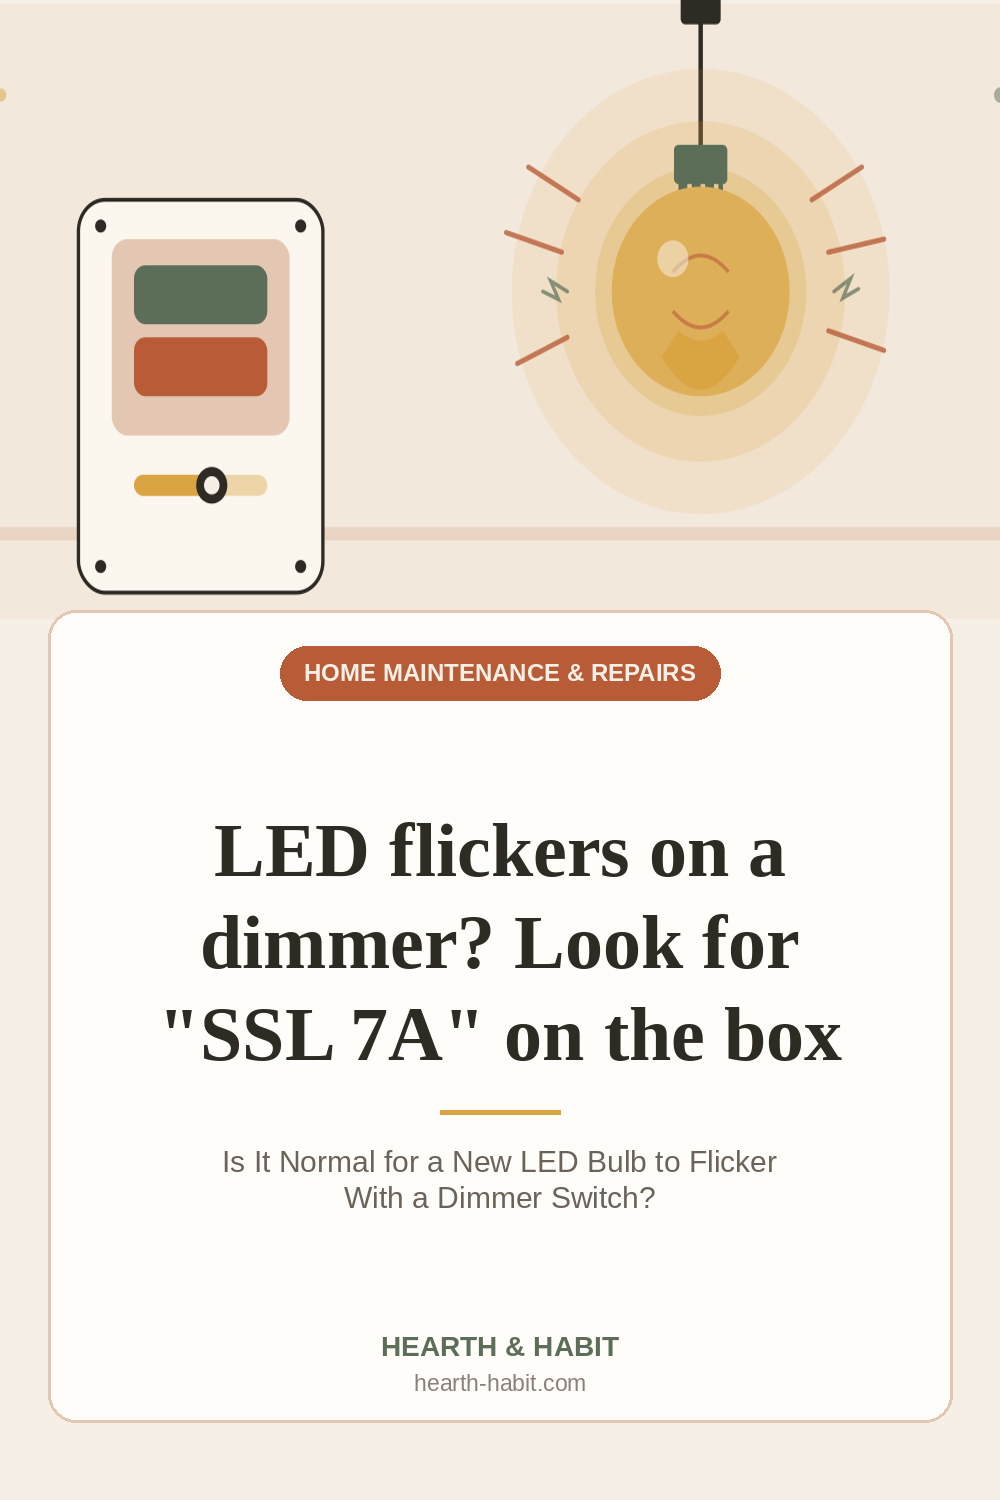 HOME MAINTENANCE & REPAIRS
LED flickers on a
dimmer? Look for
"SSL 7A" on the box
Is It Normal for a New LED Bulb to Flicker
With a Dimmer Switch?
HEARTH & HABIT
hearth-habit.com